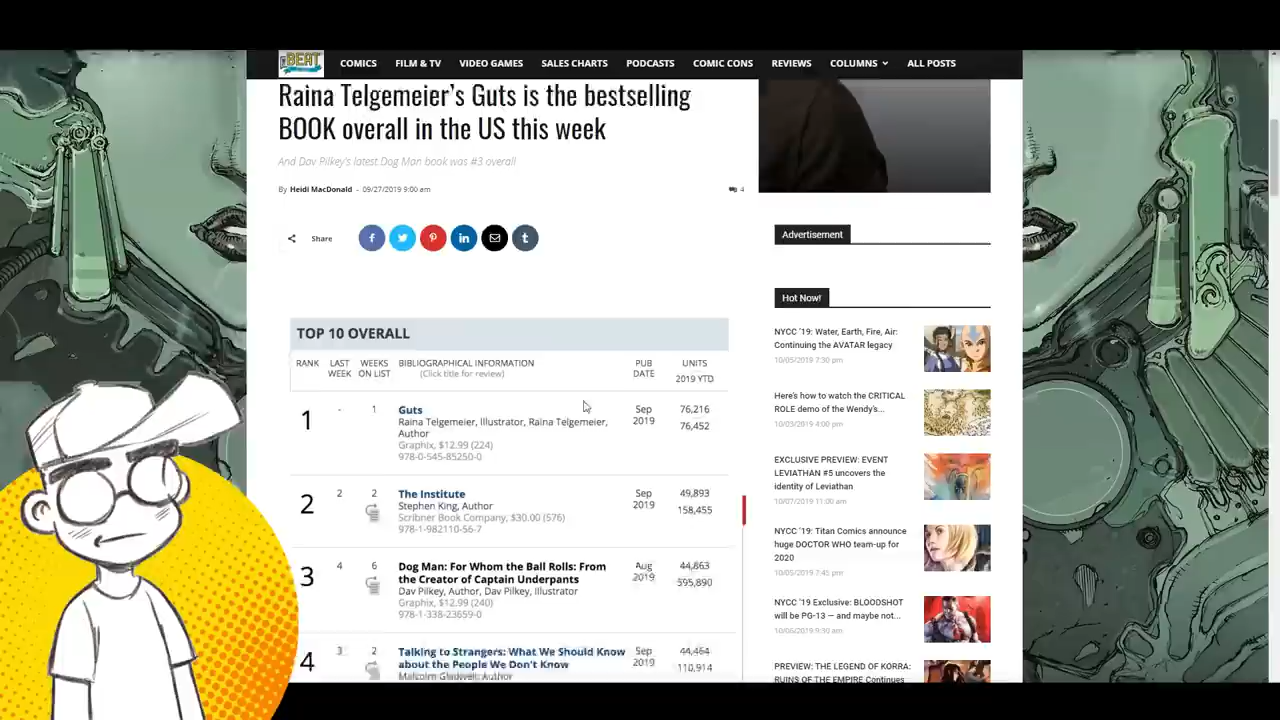 BEAT
COMICS FILM & TV VIDEO GAMES SALES CHARTS PODCASTS COMIC CONS REVIEWS COLUMNS ALL POSTS
Raina Telgemeier's Guts is the bestselling
BOOK overall in the US this week
And Dav Pilkey's latest Dog Man book was #3 overall
By Heidi MacDonald - 09/27/2019 9:00 am
4
Share
TOP 10 OVERALL
RANK LAST WEEK WEEKS ON LIST BIBLIOGRAPHICAL INFORMATION (Click title for review) PUB DATE UNITS 2019 YTD
1 - 1 Guts Sep 2019 76,216
Raina Telgemeier, Illustrator, Raina Telgemeier, 76,452
Author
Graphix, $12.99 (224)
978-0-545-85250-0
2 2 2 The Institute Sep 2019 49,893
Stephen King, Author 158,455
Scribner Book Company, $30.00 (576)
978-1-982110-56-7
3 4 6 Dog Man: For Whom the Ball Rolls: From Aug 2019 44,863
the Creator of Captain Underpants 595,890
Dav Pilkey, Author, Dav Pilkey, Illustrator
Graphix, $12.99 (240)
978-1-338-23659-0
4 3 2 Talking to Strangers: What We Should Know Sep 2019 44,464
about the People We Don't Know 110,914
Malcolm Gladwell, Author
Advertisement
Hot Now!
NYCC '19: Water, Earth, Fire, Air:
Continuing the AVATAR legacy
10/05/2019 7:30 pm
Here's how to watch the CRITICAL
ROLE demo of the Wendy's...
10/03/2019 4:00 pm
EXCLUSIVE PREVIEW: EVENT
LEVIATHAN #5 uncovers the
identity of Leviathan
10/07/2019 11:00 am
NYCC '19: Titan Comics announce
huge DOCTOR WHO team-up for
2020
10/05/2019 7:45 pm
NYCC '19 Exclusive: BLOODSHOT
will be PG-13 — and maybe not...
10/06/2019 9:30 am
PREVIEW: THE LEGEND OF KORRA:
RUINS OF THE EMPIRE Continues